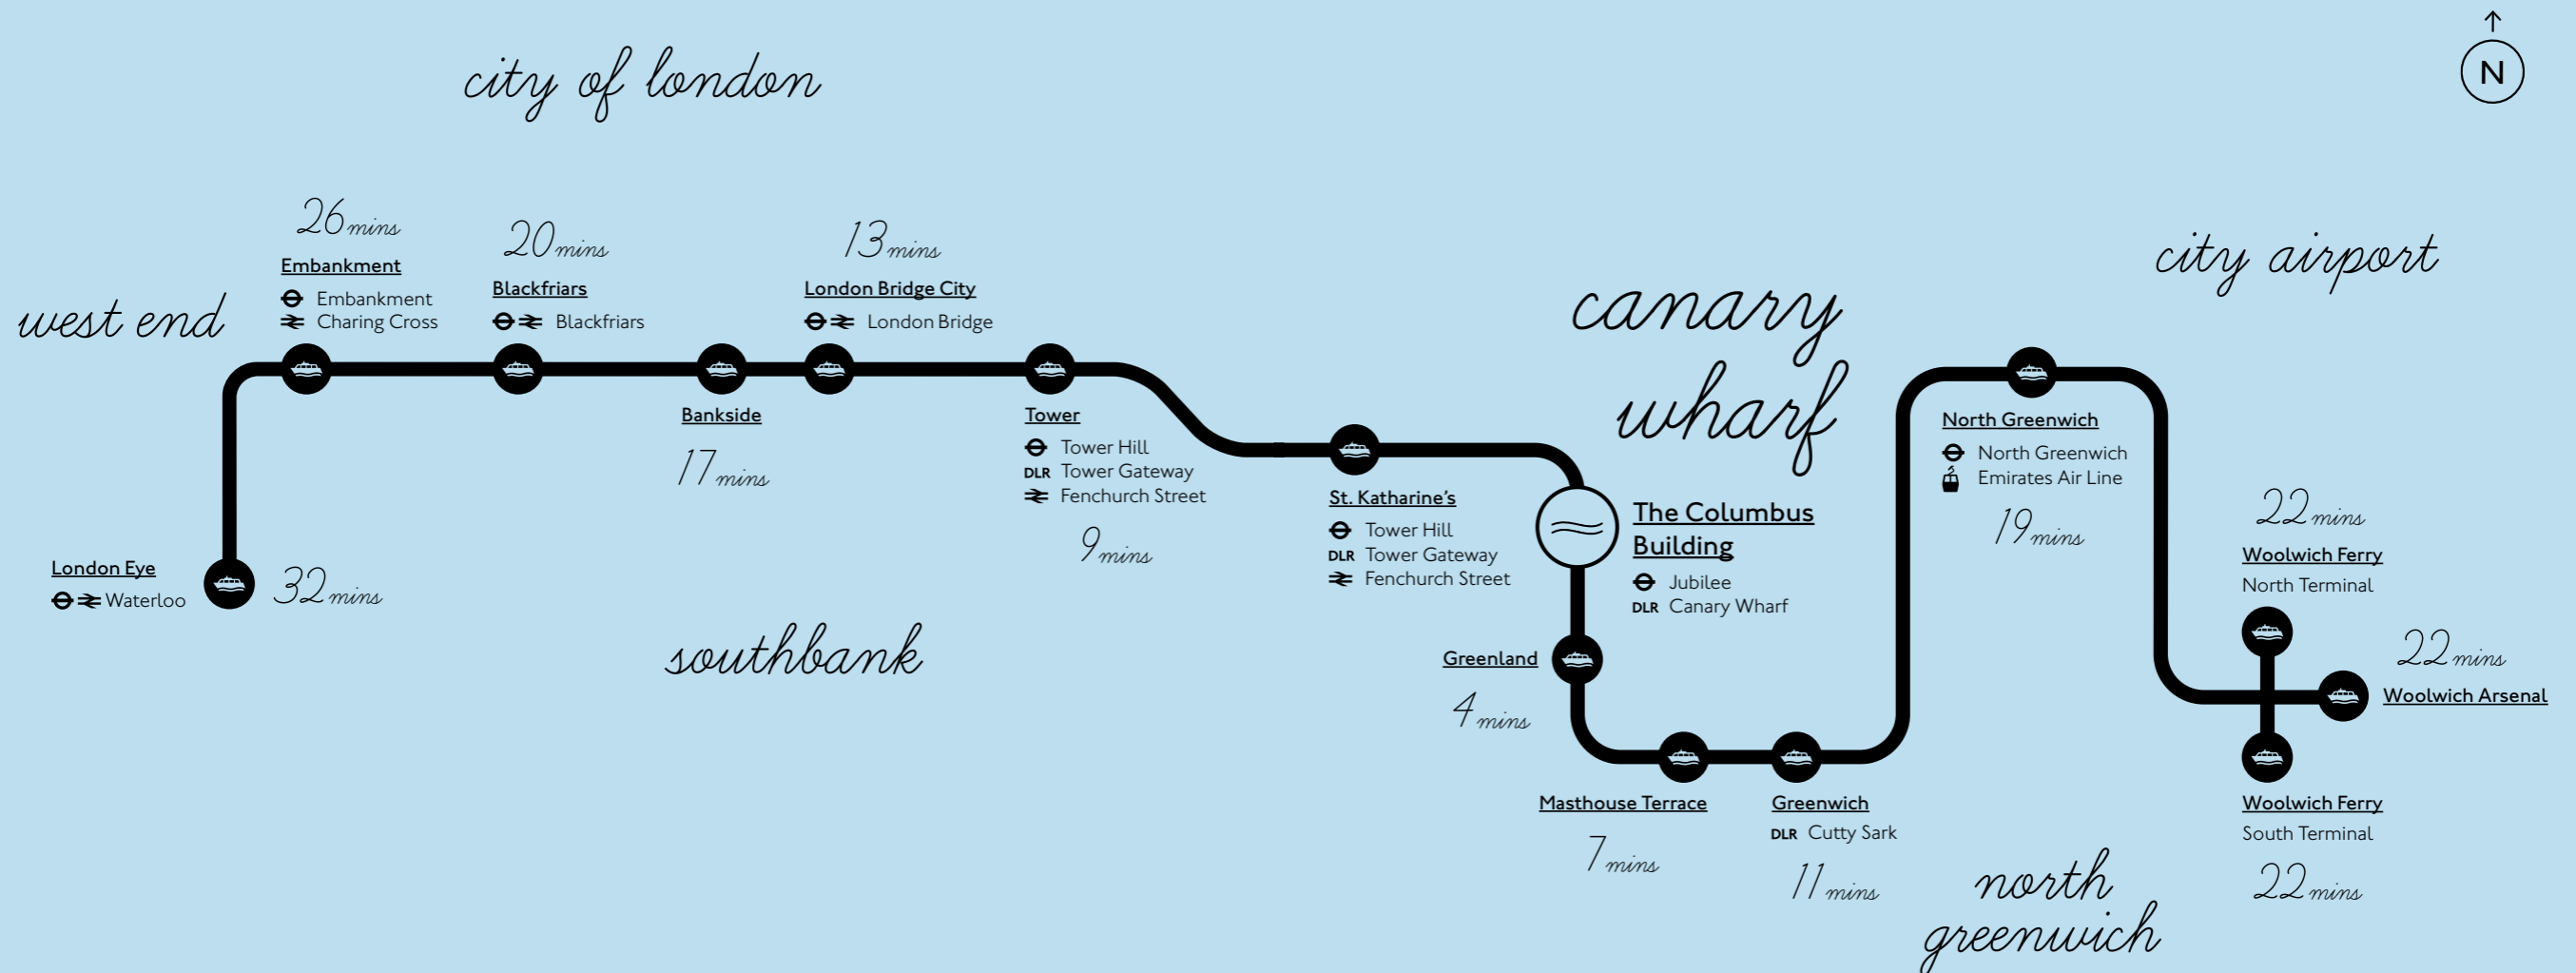 N
city of london
26 mins
Embankment
Embankment
Charing Cross
20 mins
Blackfriars
Blackfriars
13 mins
London Bridge City
London Bridge
west end
city airport
canary
wharf
Bankside
17 mins
Tower
Tower Hill
DLR Tower Gateway
Fenchurch Street
9 mins
St. Katharine's
Tower Hill
DLR Tower Gateway
Fenchurch Street
The Columbus
Building
Jubilee
DLR Canary Wharf
North Greenwich
North Greenwich
Emirates Air Line
19 mins
London Eye
Waterloo
32 mins
southbank
22 mins
Woolwich Ferry
North Terminal
Greenland
4 mins
22 mins
Woolwich Arsenal
Masthouse Terrace
7 mins
Greenwich
DLR Cutty Sark
11 mins
Woolwich Ferry
South Terminal
22 mins
north
greenwich